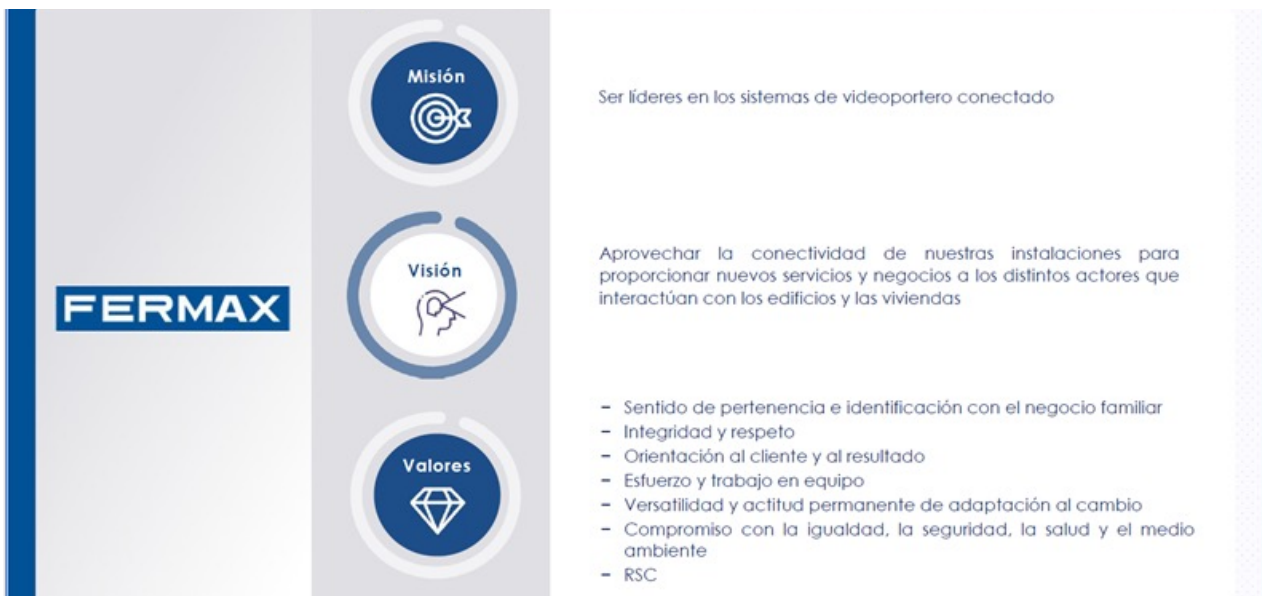 FERMAX
Misión
Ser líderes en los sistemas de videoportero conectado
Visión
Aprovechar la conectividad de nuestras instalaciones para
proporcionar nuevos servicios y negocios a los distintos actores que
interactúan con los edificios y las viviendas
Valores
- Sentido de pertenencia e identificación con el negocio familiar
- Integridad y respeto
- Orientación al cliente y al resultado
- Esfuerzo y trabajo en equipo
- Versatilidad y actitud permanente de adaptación al cambio
- Compromiso con la igualdad, la seguridad, la salud y el medio
ambiente
- RSC